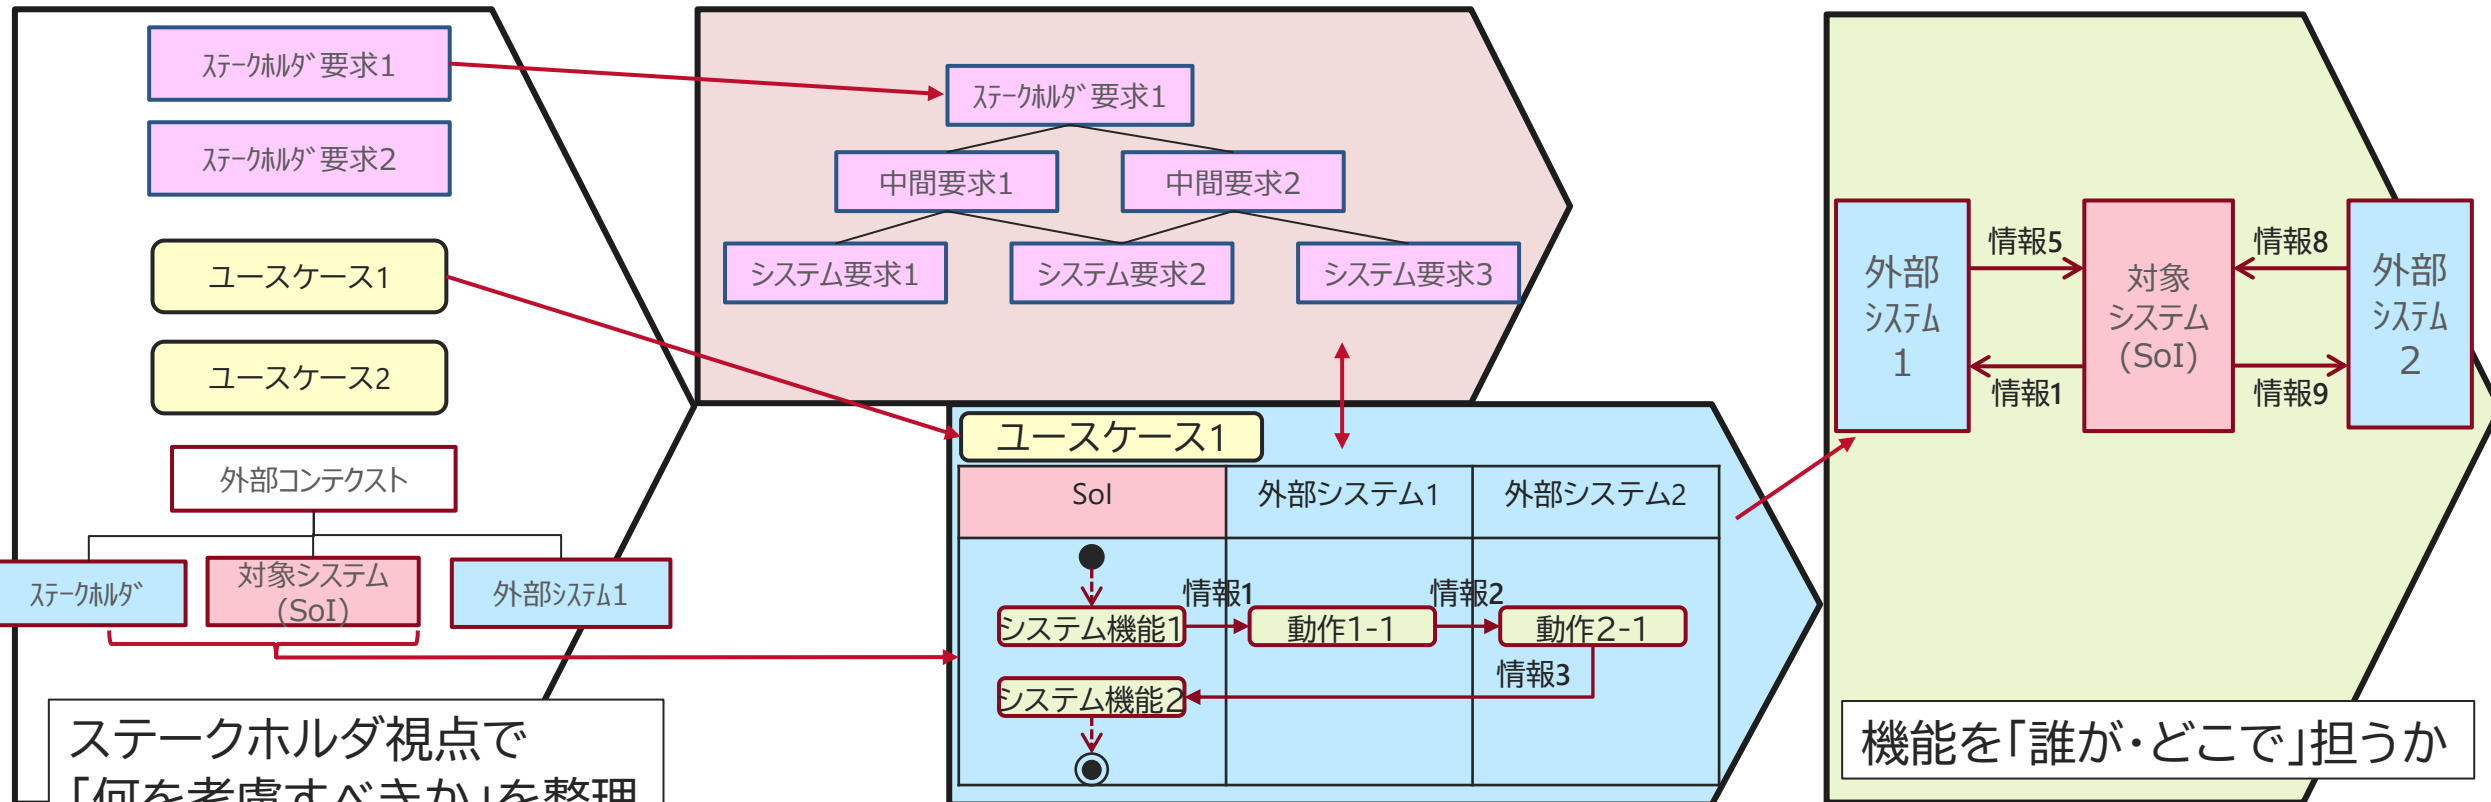 ｽﾃｰｸﾎﾙﾀﾞ要求1
ｽﾃｰｸﾎﾙﾀﾞ要求2
ユースケース1
ユースケース2
外部コンテクスト
ｽﾃｰｸﾎﾙﾀﾞ
対象システム
(SoI)
外部ｼｽﾃﾑ1
ステークホルダ視点で
「何を考慮すべきか」を整理
ｽﾃｰｸﾎﾙﾀﾞ要求1
中間要求1
中間要求2
システム要求1
システム要求2
システム要求3
ユースケース1
SoI
外部システム1
外部システム2
情報1
情報2
システム機能1
動作1-1
動作2-1
情報3
システム機能2
外部
ｼｽﾃﾑ
1
情報5
情報1
対象
システム
(SoI)
情報8
情報9
外部
ｼｽﾃﾑ
2
機能を「誰が・どこで」担うか